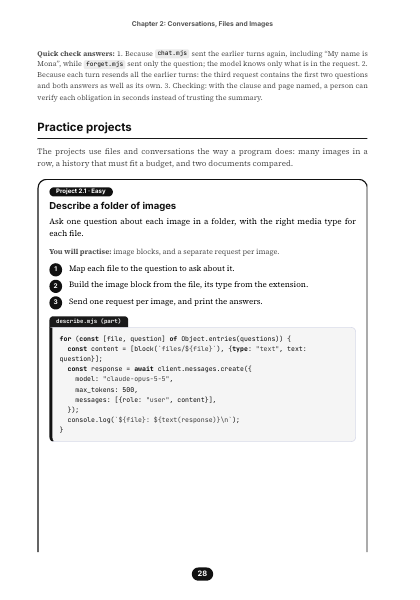 Chapter 2: Conversations, Files and Images
Quick check answers: 1. Because chat.mjs sent the earlier turns again, including “My name is
Mona”, while forget.mjs sent only the question; the model knows only what is in the request. 2.
Because each turn resends all the earlier turns: the third request contains the first two questions
and both answers as well as its own. 3. Checking: with the clause and page named, a person can
verify each obligation in seconds instead of trusting the summary.
Practice projects
The projects use files and conversations the way a program does: many images in a
row, a history that must fit a budget, and two documents compared.
Project 2.1 · Easy
Describe a folder of images
Ask one question about each image in a folder, with the right media type for
each file.
You will practise: image blocks, and a separate request per image.
1 Map each file to the question to ask about it.
2 Build the image block from the file, its type from the extension.
3 Send one request per image, and print the answers.
describe.mjs (part)
for (const [file, question] of Object.entries(questions)) {
  const content = [block(`files/${file}`), {type: "text", text:
question}];
  const response = await client.messages.create({
    model: "claude-opus-5-5",
    max_tokens: 500,
    messages: [{role: "user", content}],
  });
  console.log(`${file}: ${text(response)}\n`);
}
28